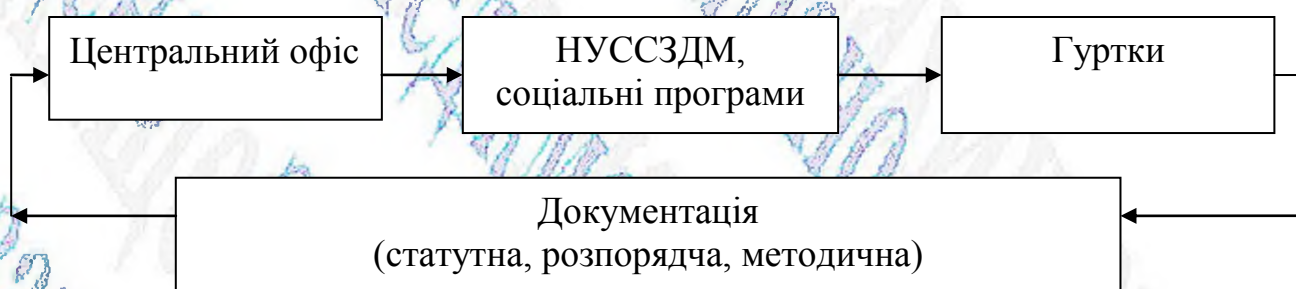 Центральний офіс
НУССЗДМ,
соціальні програми
Гуртки
Документація
(статутна, розпорядча, методична)